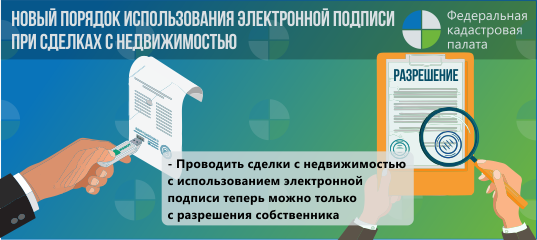 НОВЫЙ ПОРЯДОК ИСПОЛЬЗОВАНИЯ ЭЛЕКТРОННОЙ ПОДПИСИ
ПРИ СДЕЛКАХ С НЕДВИЖИМОСТЬЮ
Федеральная
кадастровая
палата
РАЗРЕШЕНИЕ
- Проводить сделки с недвижимостью
с использованием электронной
подписи теперь можно только
с разрешения собственника